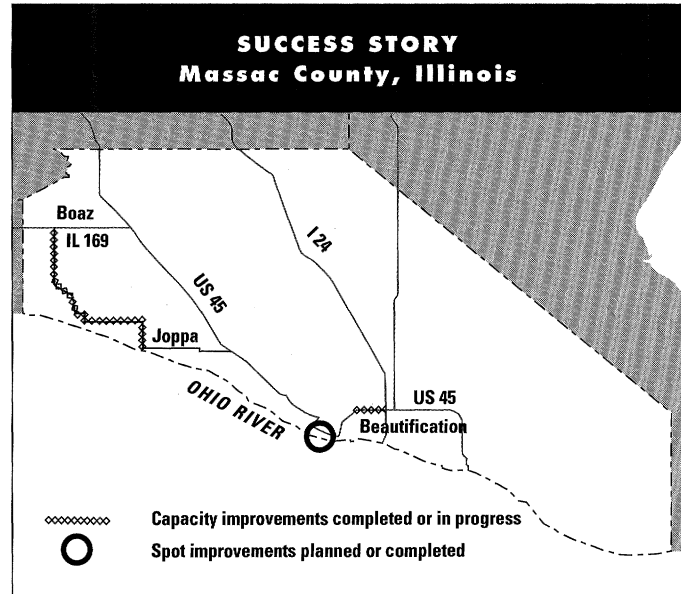 SUCCESS STORY
Massac County, Illinois
Boaz
IL 169
I 24
US 45
Joppa
OHIO RIVER
US 45
Beautification
Capacity improvements completed or in progress
Spot improvements planned or completed